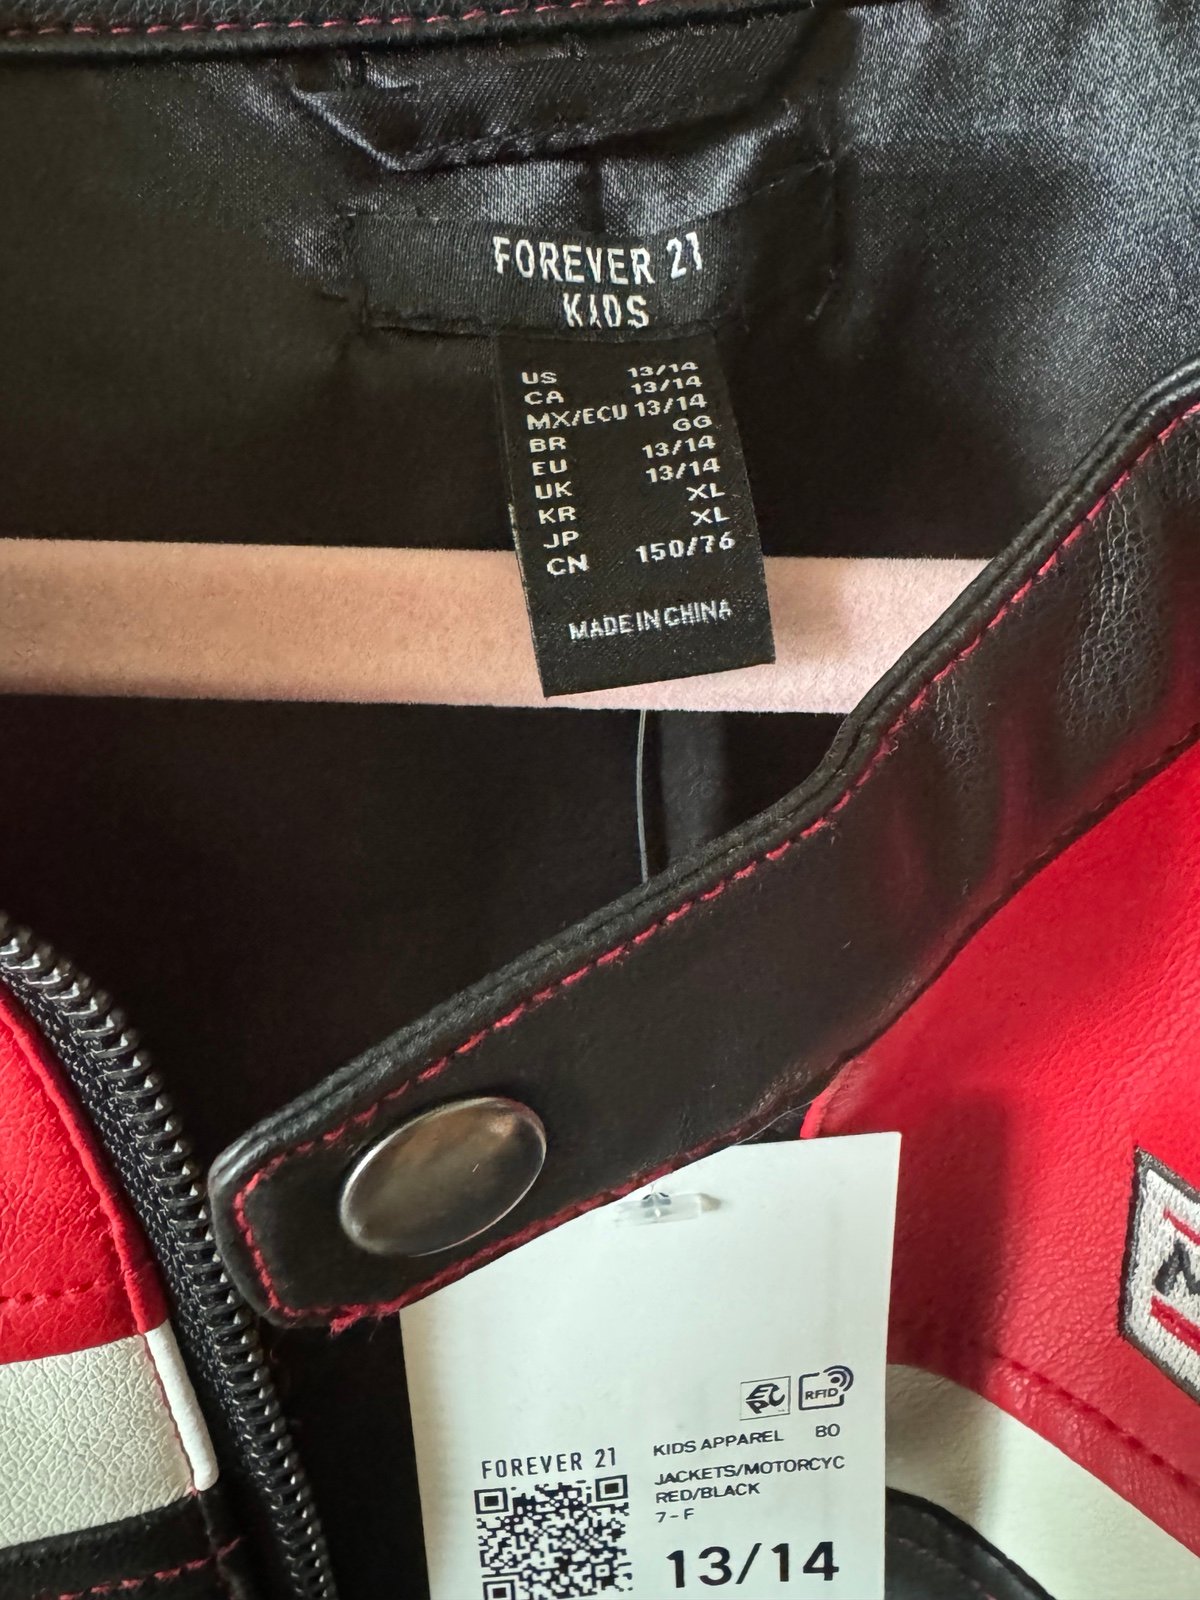 FOREVER 21
KIDS
US 13/14
CA 13/14
MX/ECU 13/14
BR GG
EU 13/14
UK 13/14
KR XL
JP XL
CN 150/76
MADE IN CHINA
RFID
KIDS APPAREL BO
JACKETS/MOTORCYC
RED/BLACK
7-F
FOREVER 21
13/14